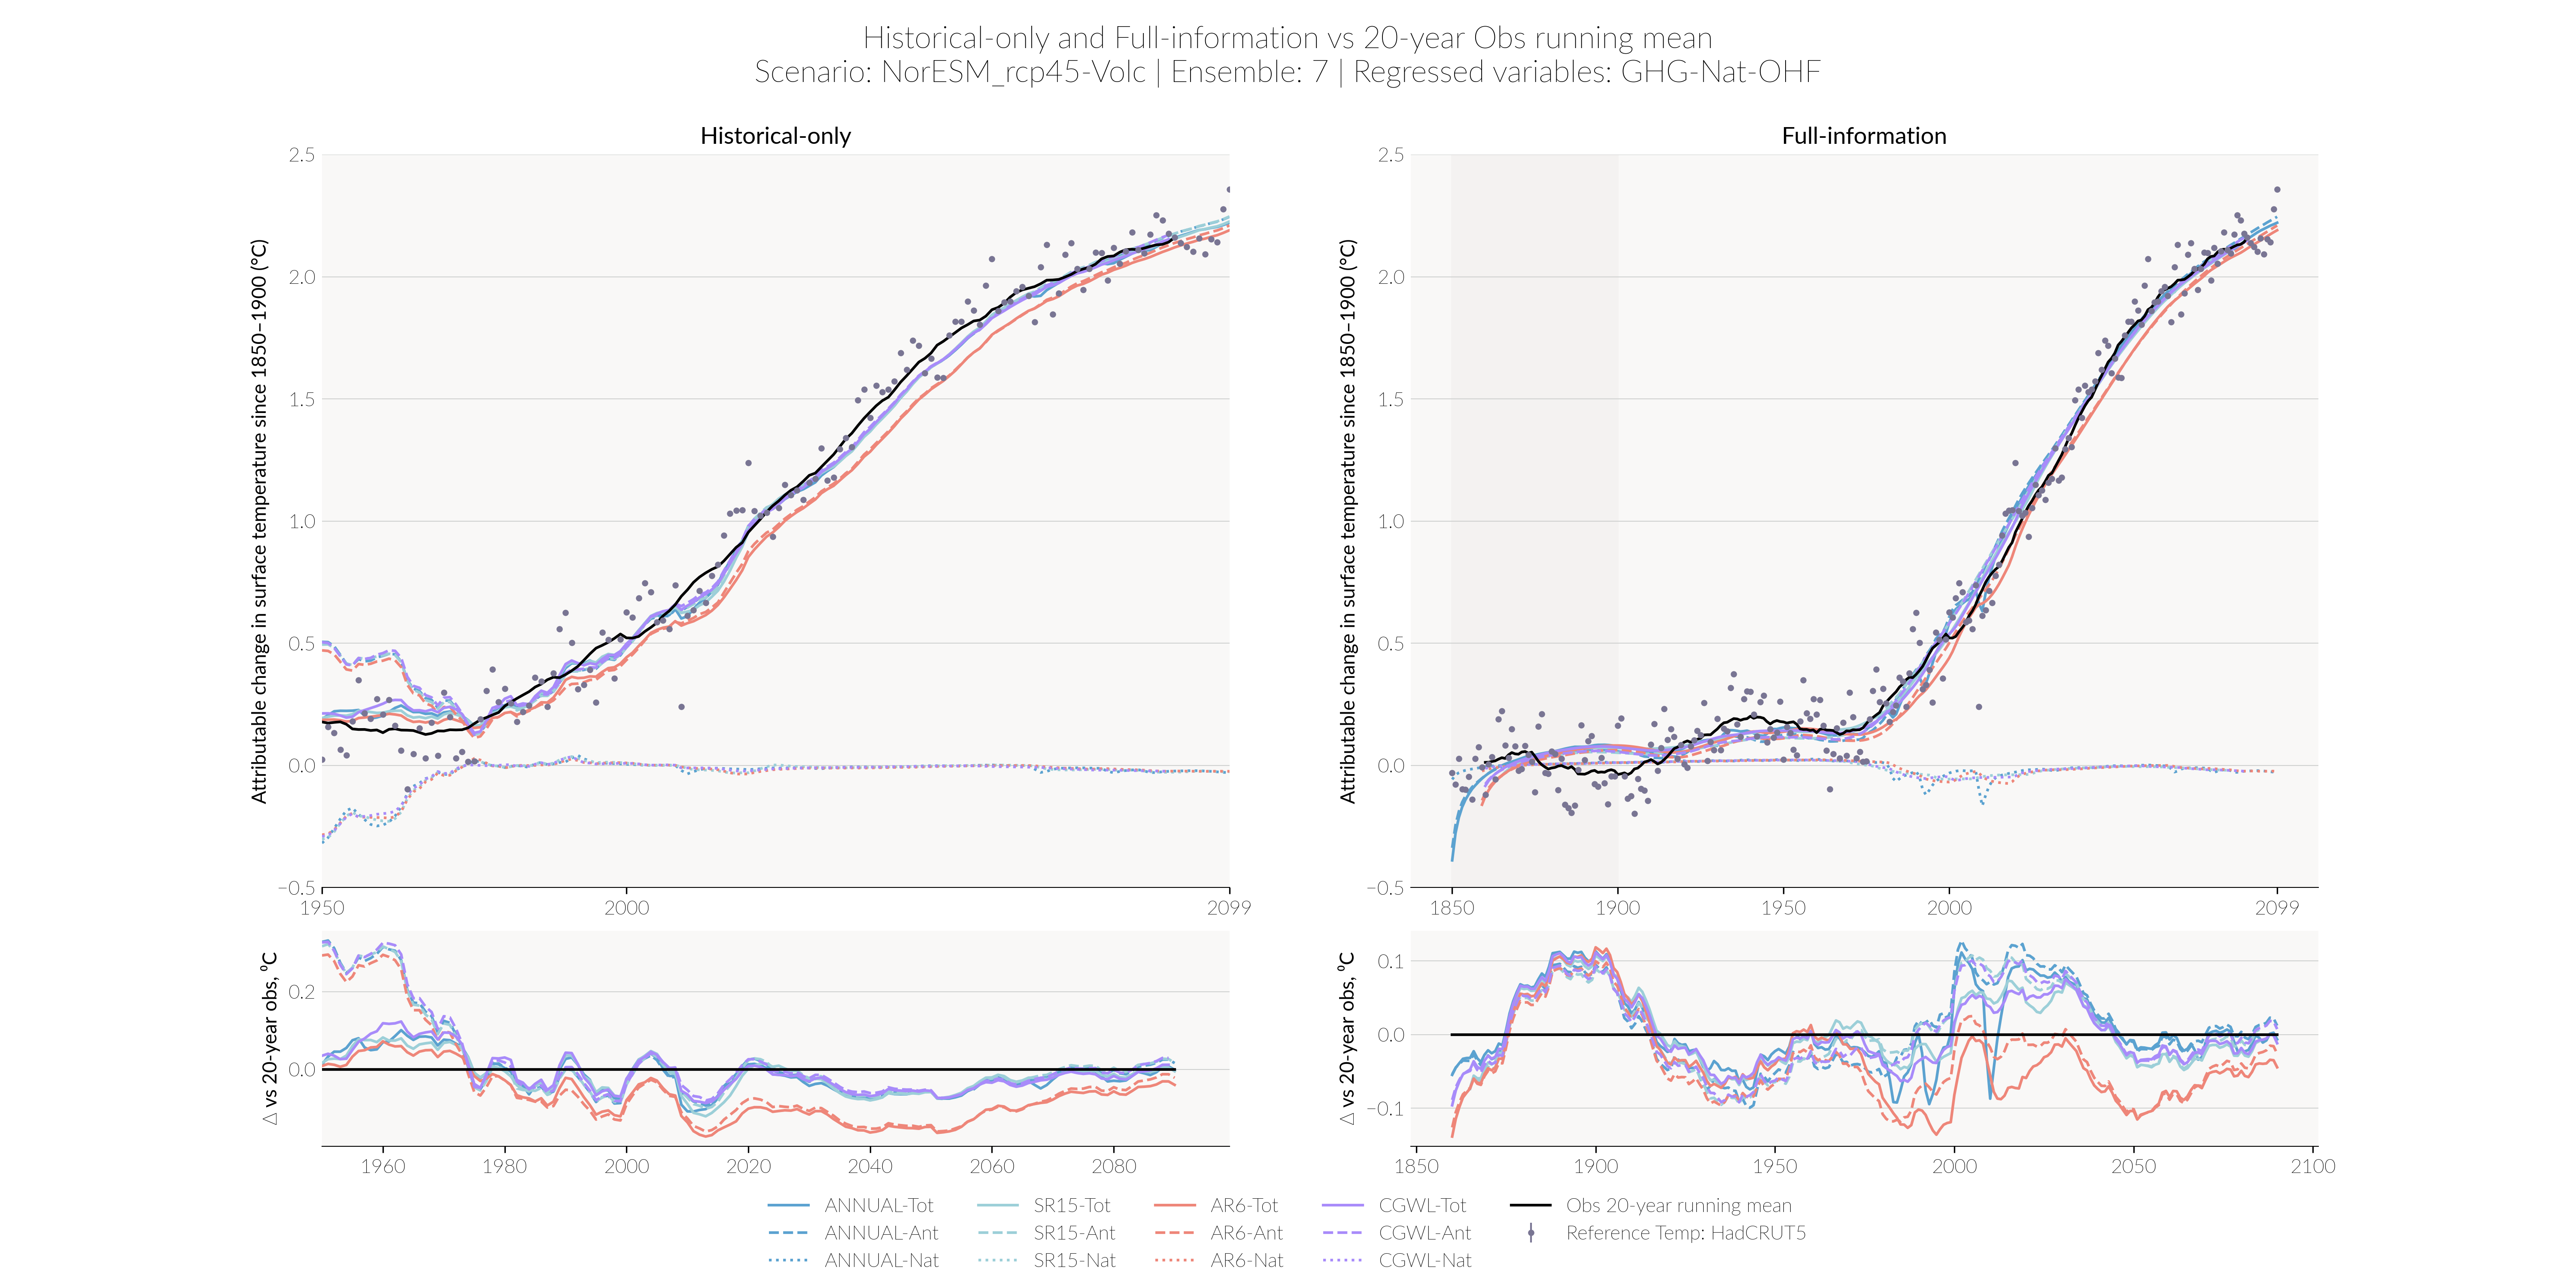 Historical-only and Full-information vs 20-year Obs running mean
Scenario: NorESM_rcp45-Volc | Ensemble: 7 | Regressed variables: GHG-Nat-OHF
Historical-only
Attributable change in surface temperature since 1850–1900 (°C)
2.5
2.0
1.5
1.0
0.5
0.0
−0.5
1950
2000
2099
Full-information
Attributable change in surface temperature since 1850–1900 (°C)
2.5
2.0
1.5
1.0
0.5
0.0
−0.5
1850
1900
1950
2000
2099
△ vs 20-year obs, °C
0.2
0.0
1960
1980
2000
2020
2040
2060
2080
△ vs 20-year obs, °C
0.1
0.0
−0.1
1850
1900
1950
2000
2050
2100
ANNUAL-Tot
ANNUAL-Ant
ANNUAL-Nat
SR15-Tot
SR15-Ant
SR15-Nat
AR6-Tot
AR6-Ant
AR6-Nat
CGWL-Tot
CGWL-Ant
CGWL-Nat
Obs 20-year running mean
Reference Temp: HadCRUT5